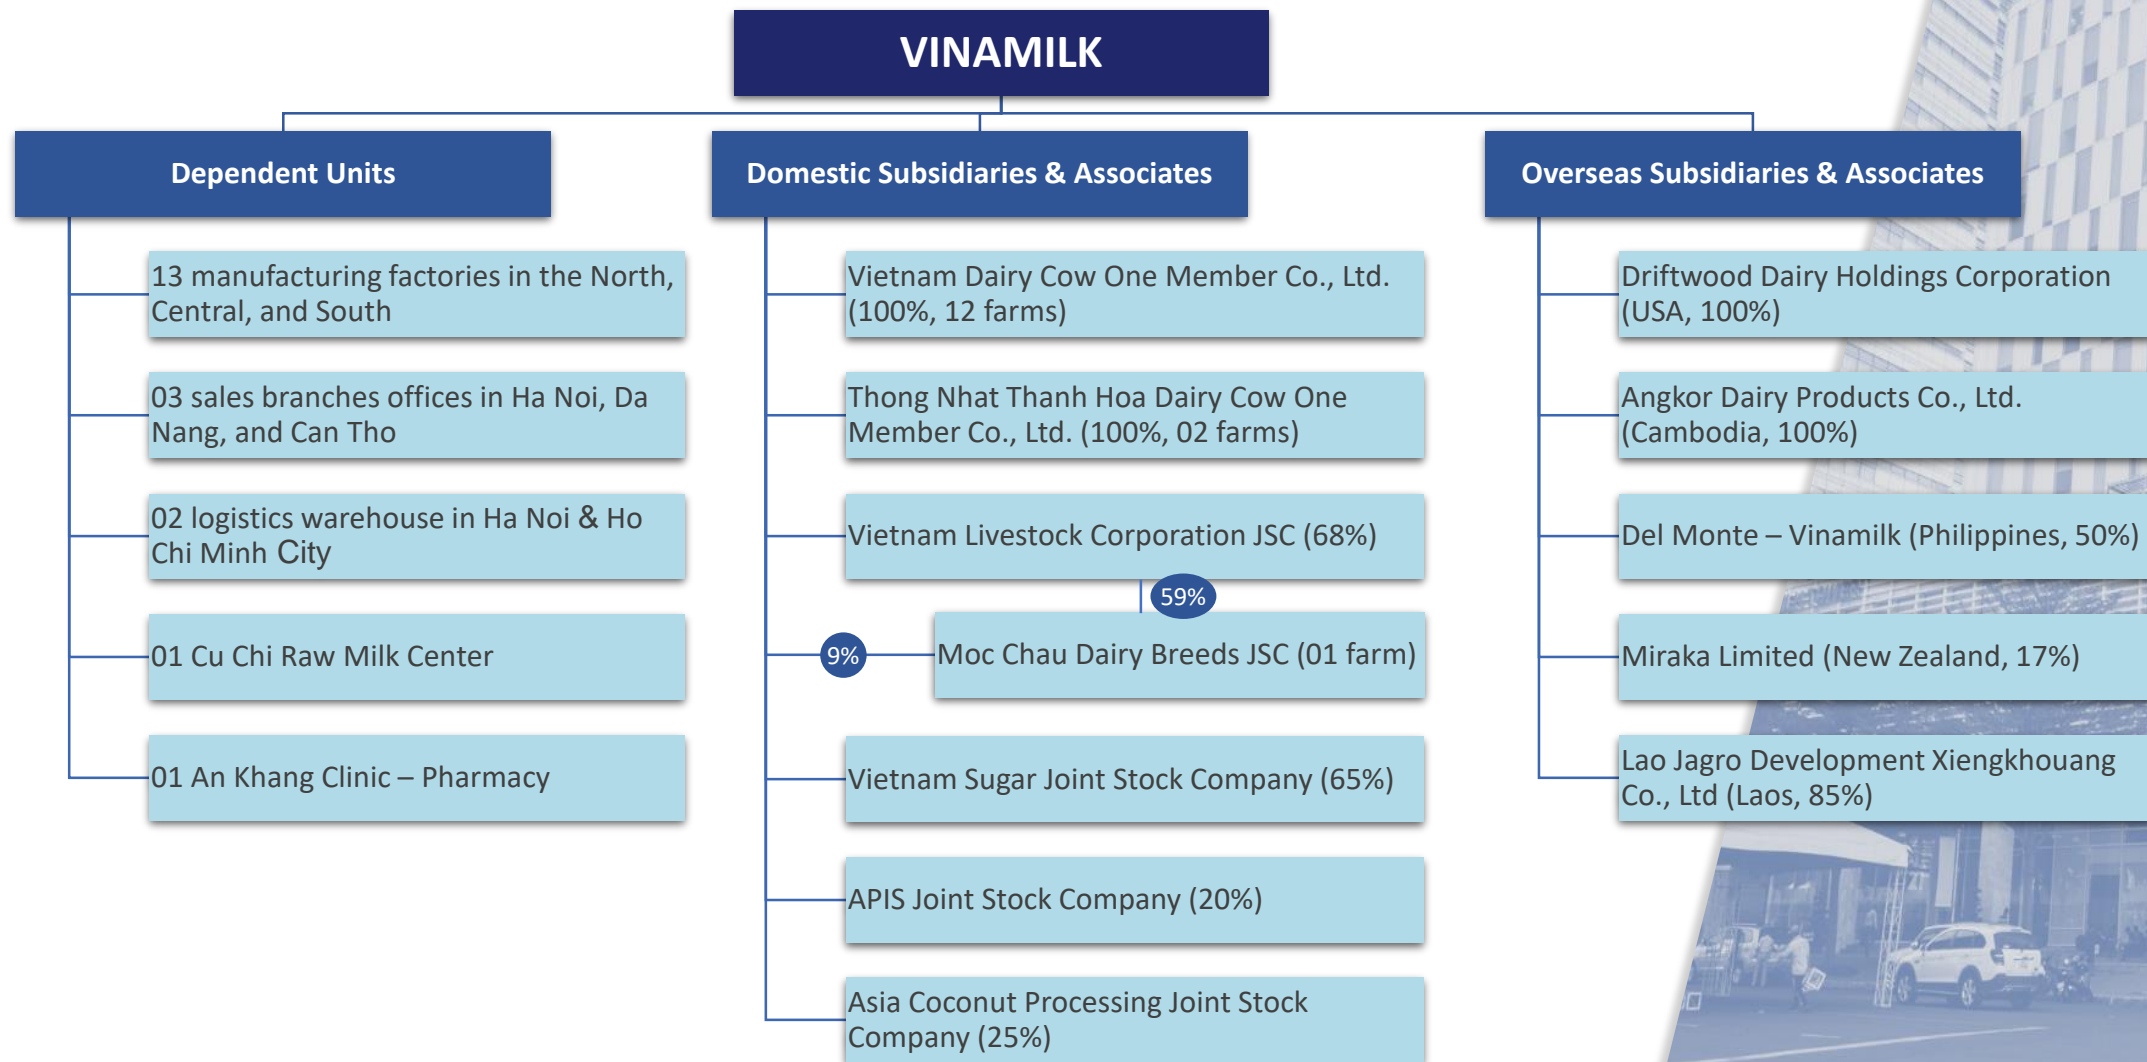 VINAMILK
Dependent Units
13 manufacturing factories in the North,
Central, and South
03 sales branches offices in Ha Noi, Da
Nang, and Can Tho
02 logistics warehouse in Ha Noi & Ho
Chi Minh City
01 Cu Chi Raw Milk Center
01 An Khang Clinic – Pharmacy
Domestic Subsidiaries & Associates
Vietnam Dairy Cow One Member Co., Ltd.
(100%, 12 farms)
Thong Nhat Thanh Hoa Dairy Cow One
Member Co., Ltd. (100%, 02 farms)
Vietnam Livestock Corporation JSC (68%)
59%
9%
Moc Chau Dairy Breeds JSC (01 farm)
Vietnam Sugar Joint Stock Company (65%)
APIS Joint Stock Company (20%)
Asia Coconut Processing Joint Stock
Company (25%)
Overseas Subsidiaries & Associates
Driftwood Dairy Holdings Corporation
(USA, 100%)
Angkor Dairy Products Co., Ltd.
(Cambodia, 100%)
Del Monte – Vinamilk (Philippines, 50%)
Miraka Limited (New Zealand, 17%)
Lao Jagro Development Xiengkhouang
Co., Ltd (Laos, 85%)